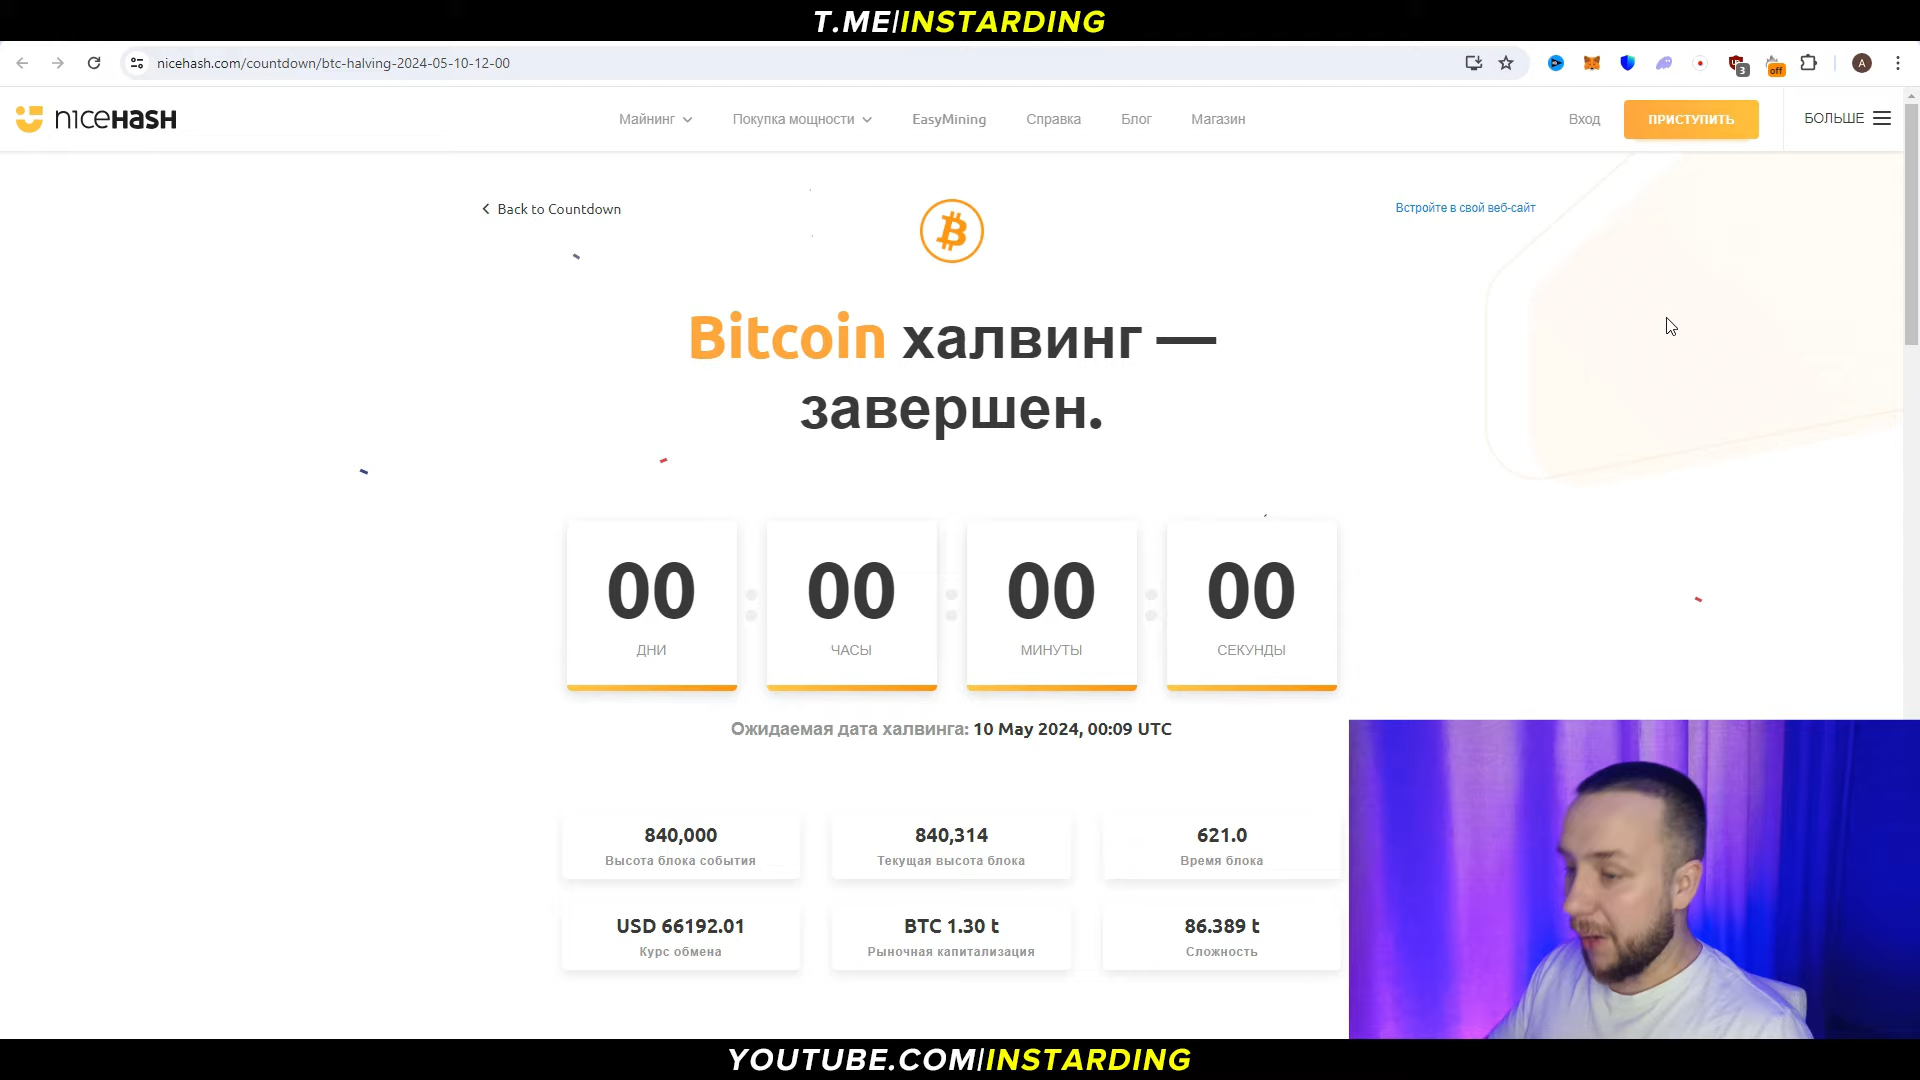 T.ME|INSTARDING
nicehash.com/countdown/btc-halving-2024-05-10-12-00
3
off
A
nıceHASH
Майнинг
Покупка мощности
EasyMining
Справка
Блог
Магазин
Вход
ПРИСТУПИТЬ
БОЛЬШЕ
Back to Countdown
Встройте в свой веб-сайт
Bitcoin халвинг —
завершен.
00
ДНИ
00
ЧАСЫ
00
МИНУТЫ
00
СЕКУНДЫ
Ожидаемая дата халвинга: 10 May 2024, 00:09 UTC
840,000
Высота блока события
840,314
Текущая высота блока
621.0
Время блока
USD 66192.01
Курс обмена
BTC 1.30 t
Рыночная капитализация
86.389 t
Сложность
YOUTUBE.COM|INSTARDING